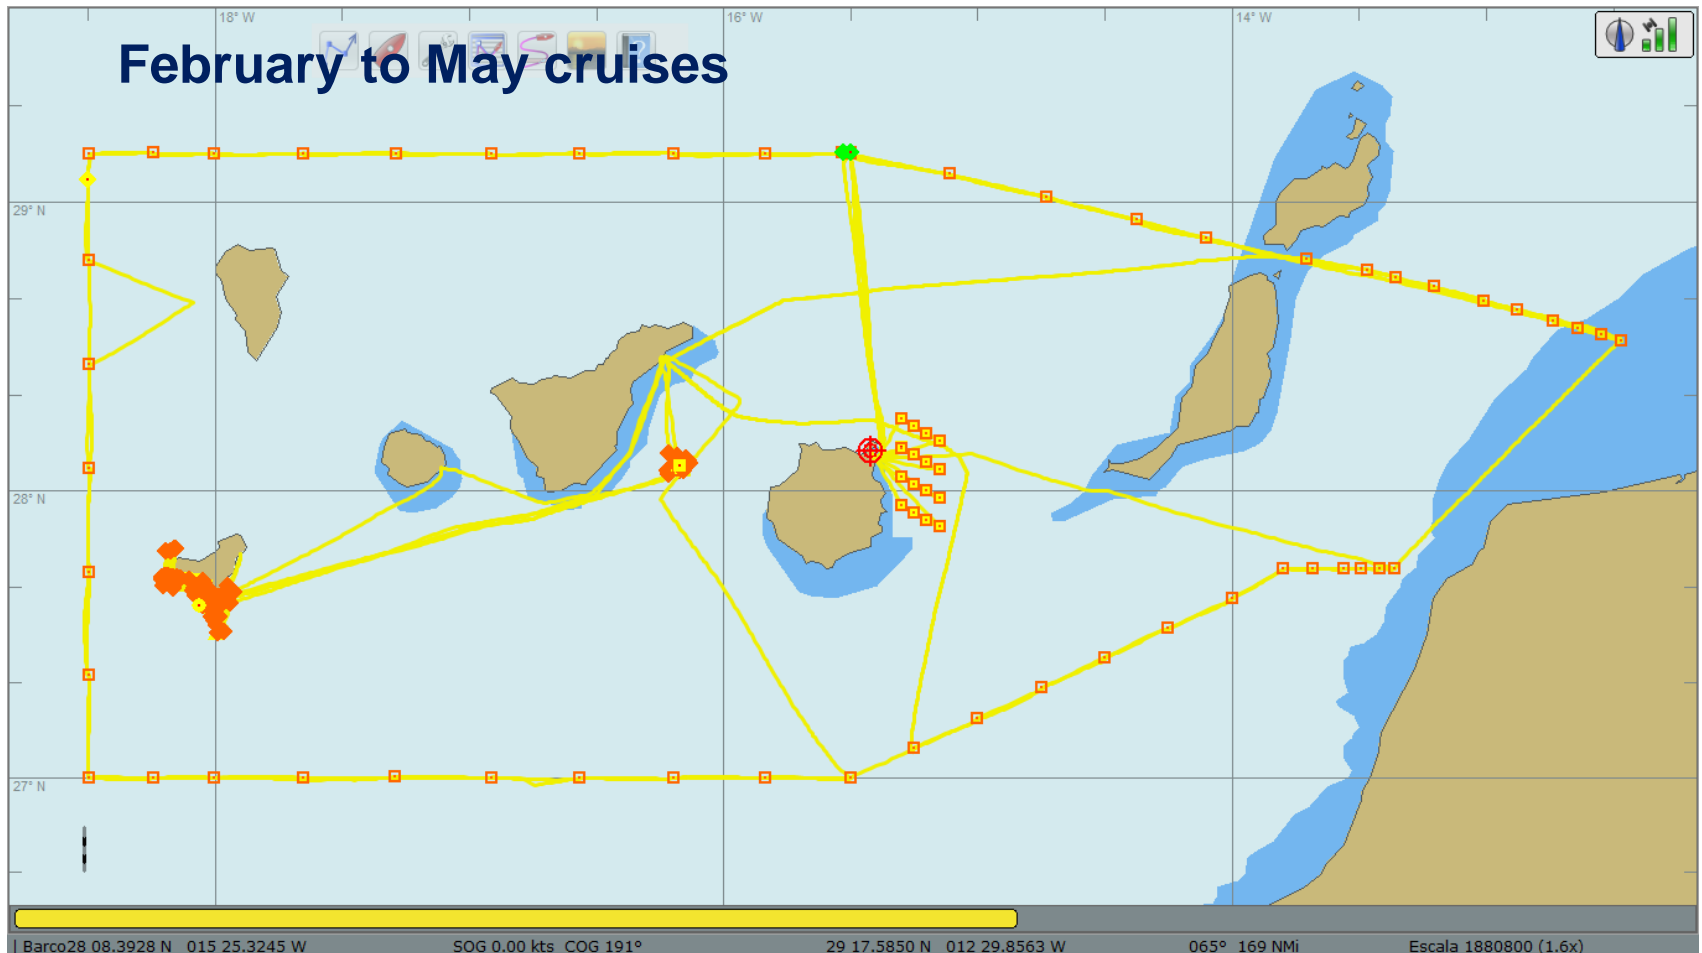 18° W
16° W
14° W
February to May cruises
29° N
28° N
27° N
| Barco28 08.3928 N 015 25.3245 W SOG 0.00 kts COG 191° 29 17.5850 N 012 29.8563 W 065° 169 NMi Escala 1880800 (1.6x)